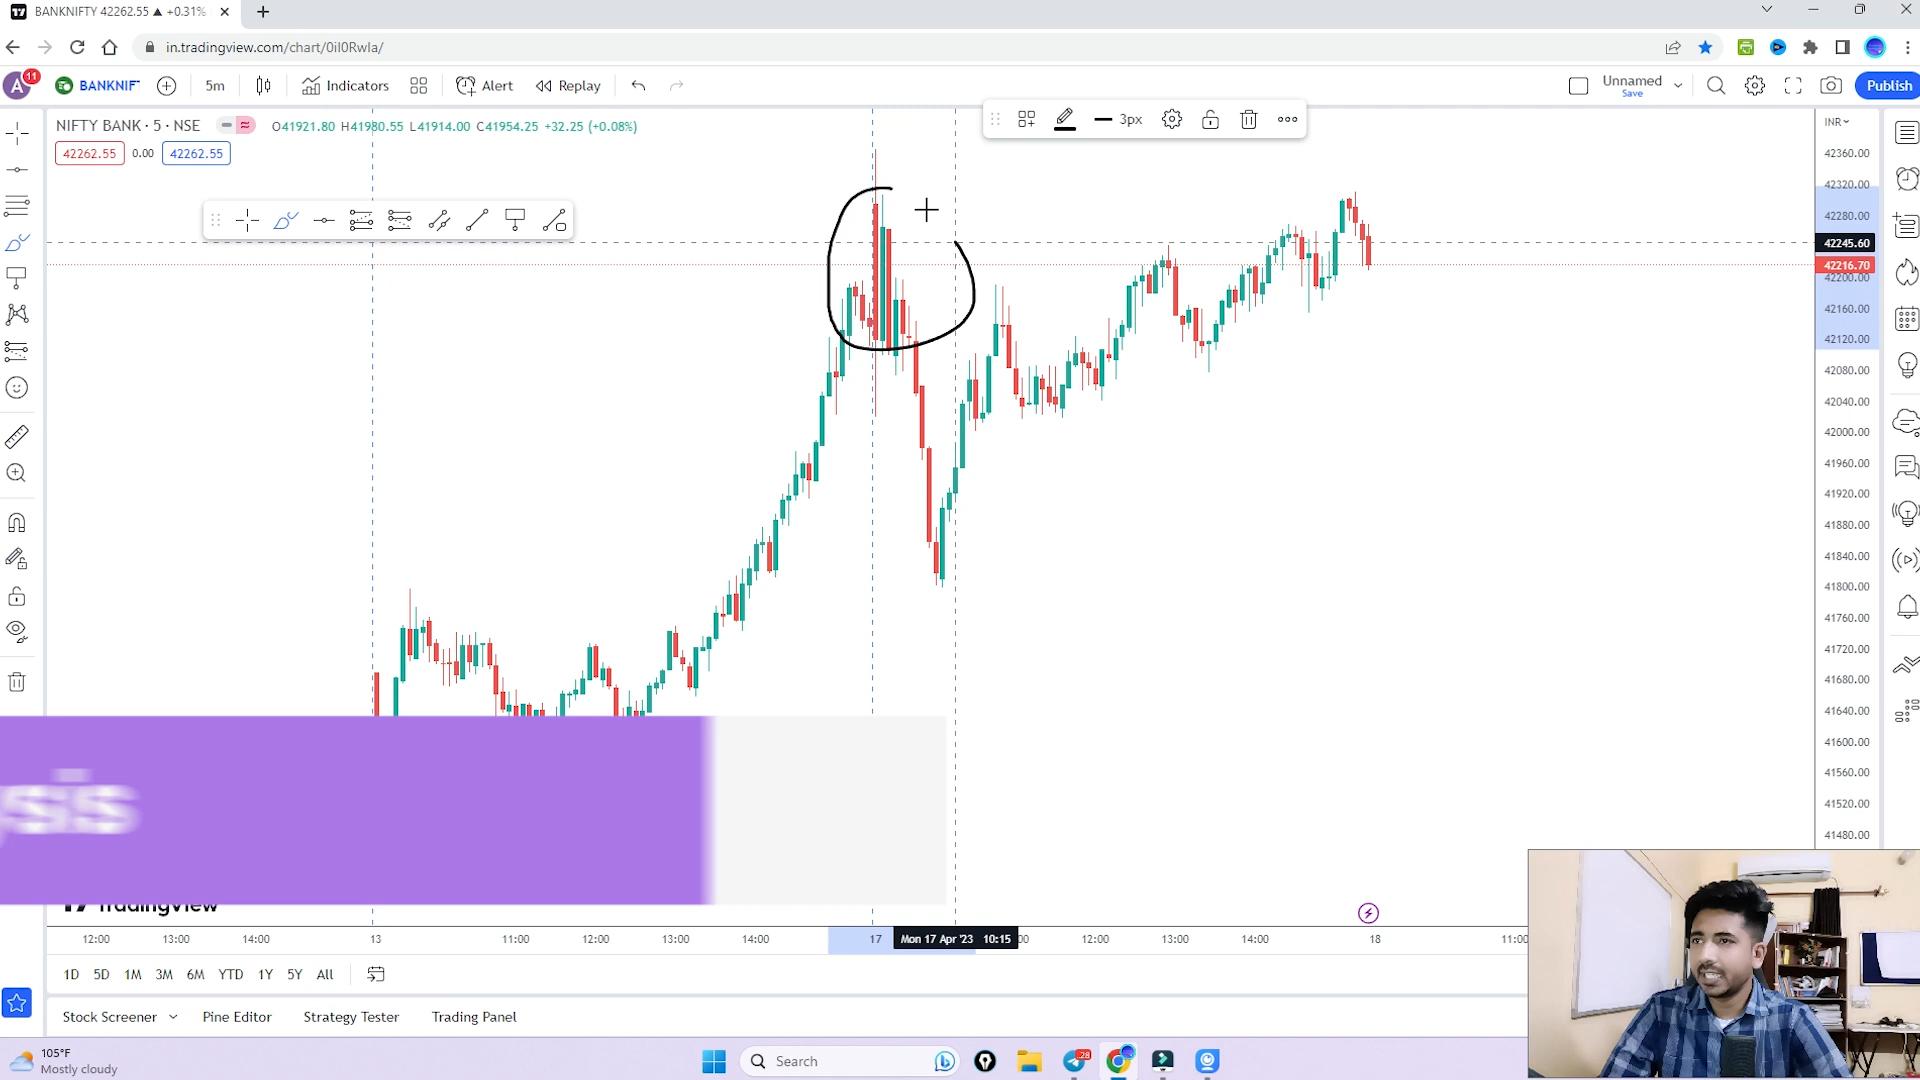 BANKNIFTY 42262.55 ▲ +0.31%
in.tradingview.com/chart/0il0Rwla/
A 11 BANKNIF 5m Indicators Alert Replay Unnamed Publish
Save
NIFTY BANK · 5 · NSE O41921.80 H41980.55 L41914.00 C41954.25 +32.25 (+0.08%)
3px
INR
42262.55 0.00 42262.55
42360.00
42320.00
42280.00
42245.60
42216.70
42200.00
42160.00
42120.00
42080.00
42040.00
42000.00
41960.00
41920.00
41880.00
41840.00
41800.00
41760.00
41720.00
41680.00
41640.00
41600.00
41560.00
41520.00
41480.00
TradingView
12:00 13:00 14:00 13 11:00 12:00 13:00 14:00 17 Mon 17 Apr '23 10:15 12:00 13:00 14:00 18 11:00
1D 5D 1M 3M 6M YTD 1Y 5Y All
Stock Screener Pine Editor Strategy Tester Trading Panel
105°F
Mostly cloudy
Search
28